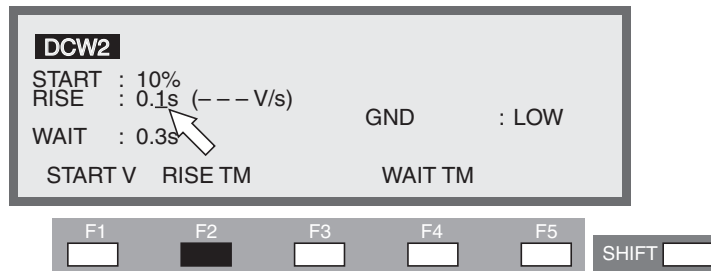 DCW2
START : 10%
RISE : 0.1s (– – – V/s)
GND : LOW
WAIT : 0.3s
START V RISE TM WAIT TM
F1 F2 F3 F4 F5
SHIFT